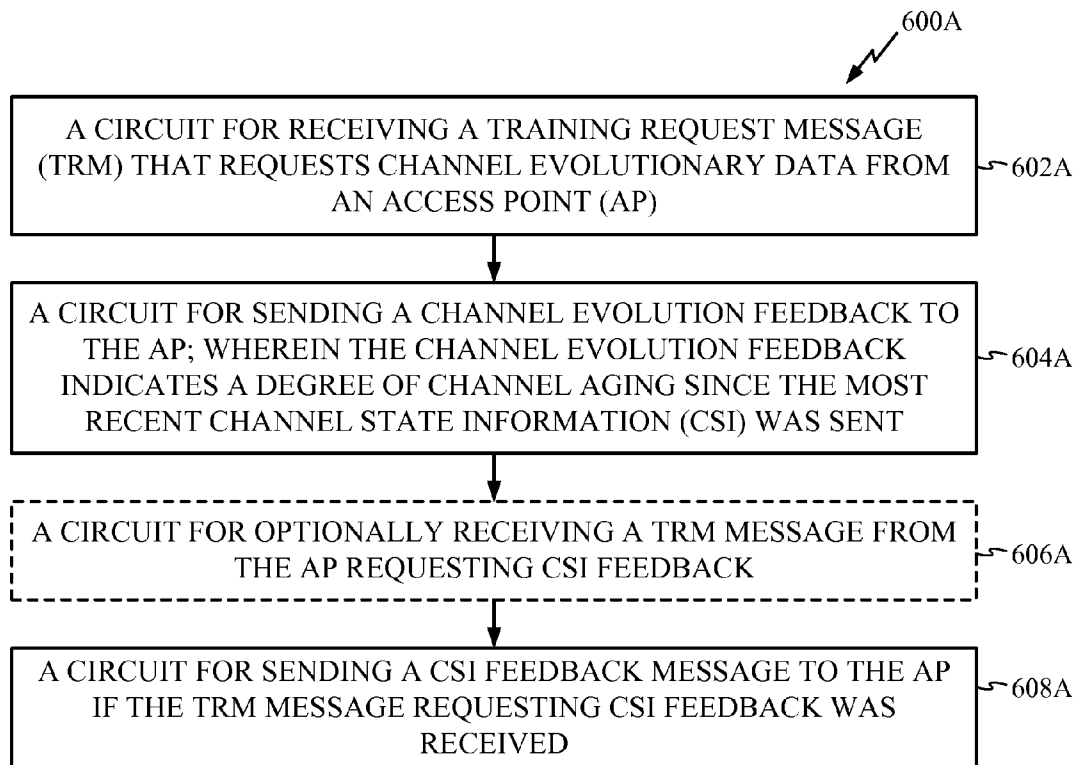 600A
A CIRCUIT FOR RECEIVING A TRAINING REQUEST MESSAGE
(TRM) THAT REQUESTS CHANNEL EVOLUTIONARY DATA FROM
AN ACCESS POINT (AP)
602A
A CIRCUIT FOR SENDING A CHANNEL EVOLUTION FEEDBACK TO
THE AP; WHEREIN THE CHANNEL EVOLUTION FEEDBACK
INDICATES A DEGREE OF CHANNEL AGING SINCE THE MOST
RECENT CHANNEL STATE INFORMATION (CSI) WAS SENT
604A
A CIRCUIT FOR OPTIONALLY RECEIVING A TRM MESSAGE FROM
THE AP REQUESTING CSI FEEDBACK
606A
A CIRCUIT FOR SENDING A CSI FEEDBACK MESSAGE TO THE AP
IF THE TRM MESSAGE REQUESTING CSI FEEDBACK WAS
RECEIVED
608A